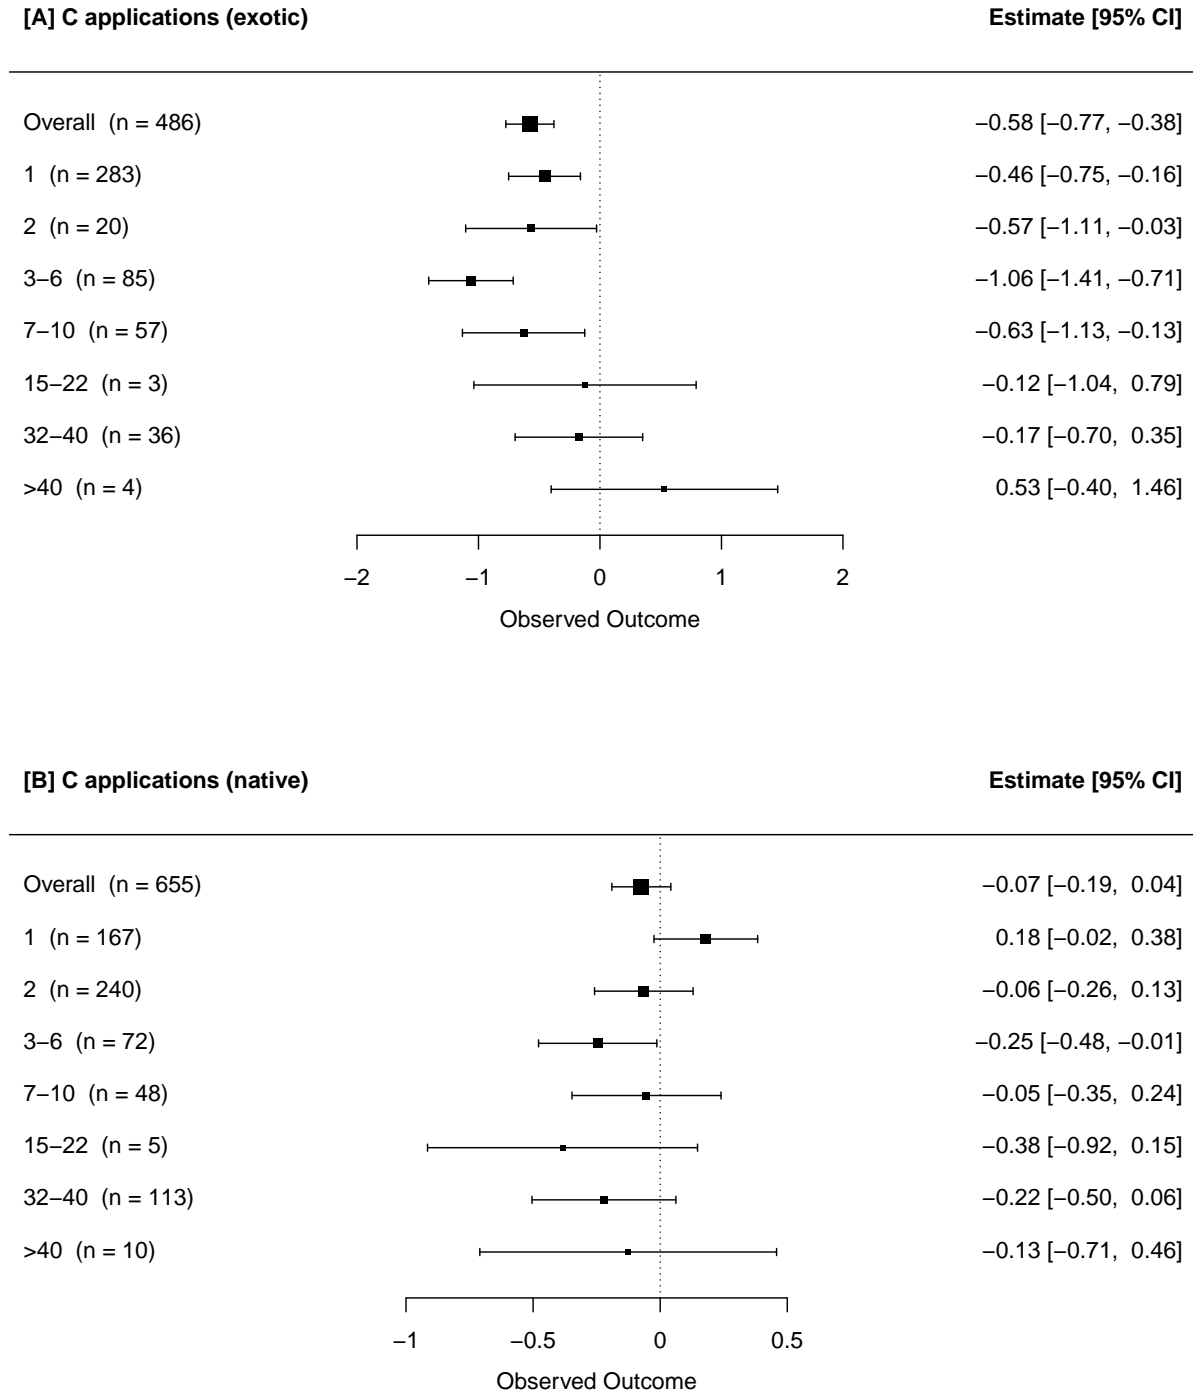 [A] C applications (exotic) Estimate [95% CI]
Overall (n = 486) −0.58 [−0.77, −0.38]
1 (n = 283) −0.46 [−0.75, −0.16]
2 (n = 20) −0.57 [−1.11, −0.03]
3−6 (n = 85) −1.06 [−1.41, −0.71]
7−10 (n = 57) −0.63 [−1.13, −0.13]
15−22 (n = 3) −0.12 [−1.04, 0.79]
32−40 (n = 36) −0.17 [−0.70, 0.35]
>40 (n = 4) 0.53 [−0.40, 1.46]
−2 −1 0 1 2
Observed Outcome
[B] C applications (native) Estimate [95% CI]
Overall (n = 655) −0.07 [−0.19, 0.04]
1 (n = 167) 0.18 [−0.02, 0.38]
2 (n = 240) −0.06 [−0.26, 0.13]
3−6 (n = 72) −0.25 [−0.48, −0.01]
7−10 (n = 48) −0.05 [−0.35, 0.24]
15−22 (n = 5) −0.38 [−0.92, 0.15]
32−40 (n = 113) −0.22 [−0.50, 0.06]
>40 (n = 10) −0.13 [−0.71, 0.46]
−1 −0.5 0 0.5
Observed Outcome